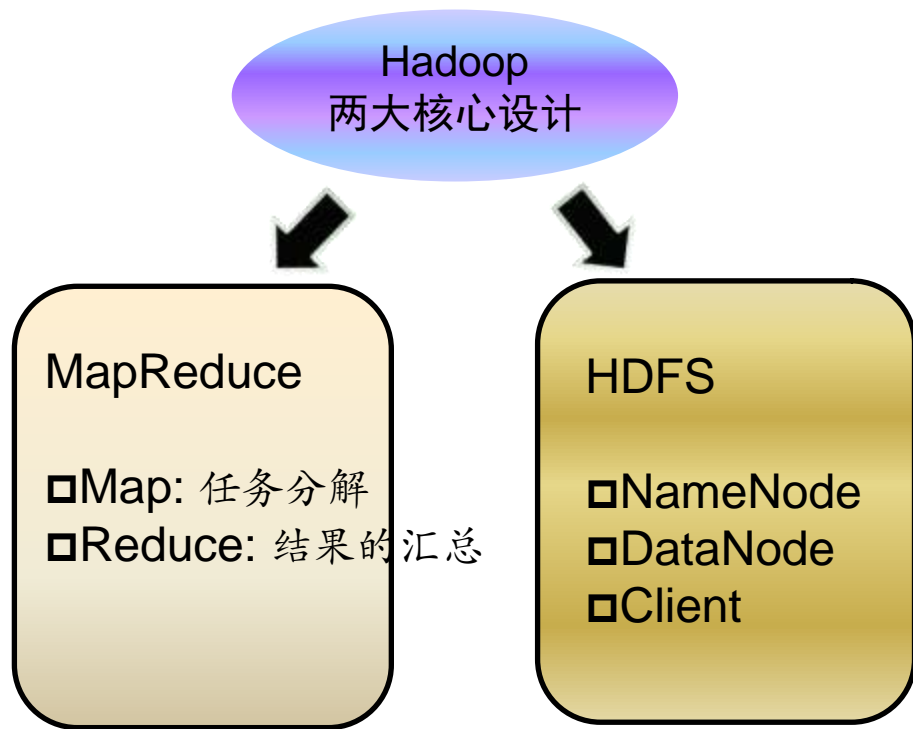 Hadoop
两大核心设计
MapReduce
Map: 任务分解
Reduce: 结果的汇总
HDFS
NameNode
DataNode
Client